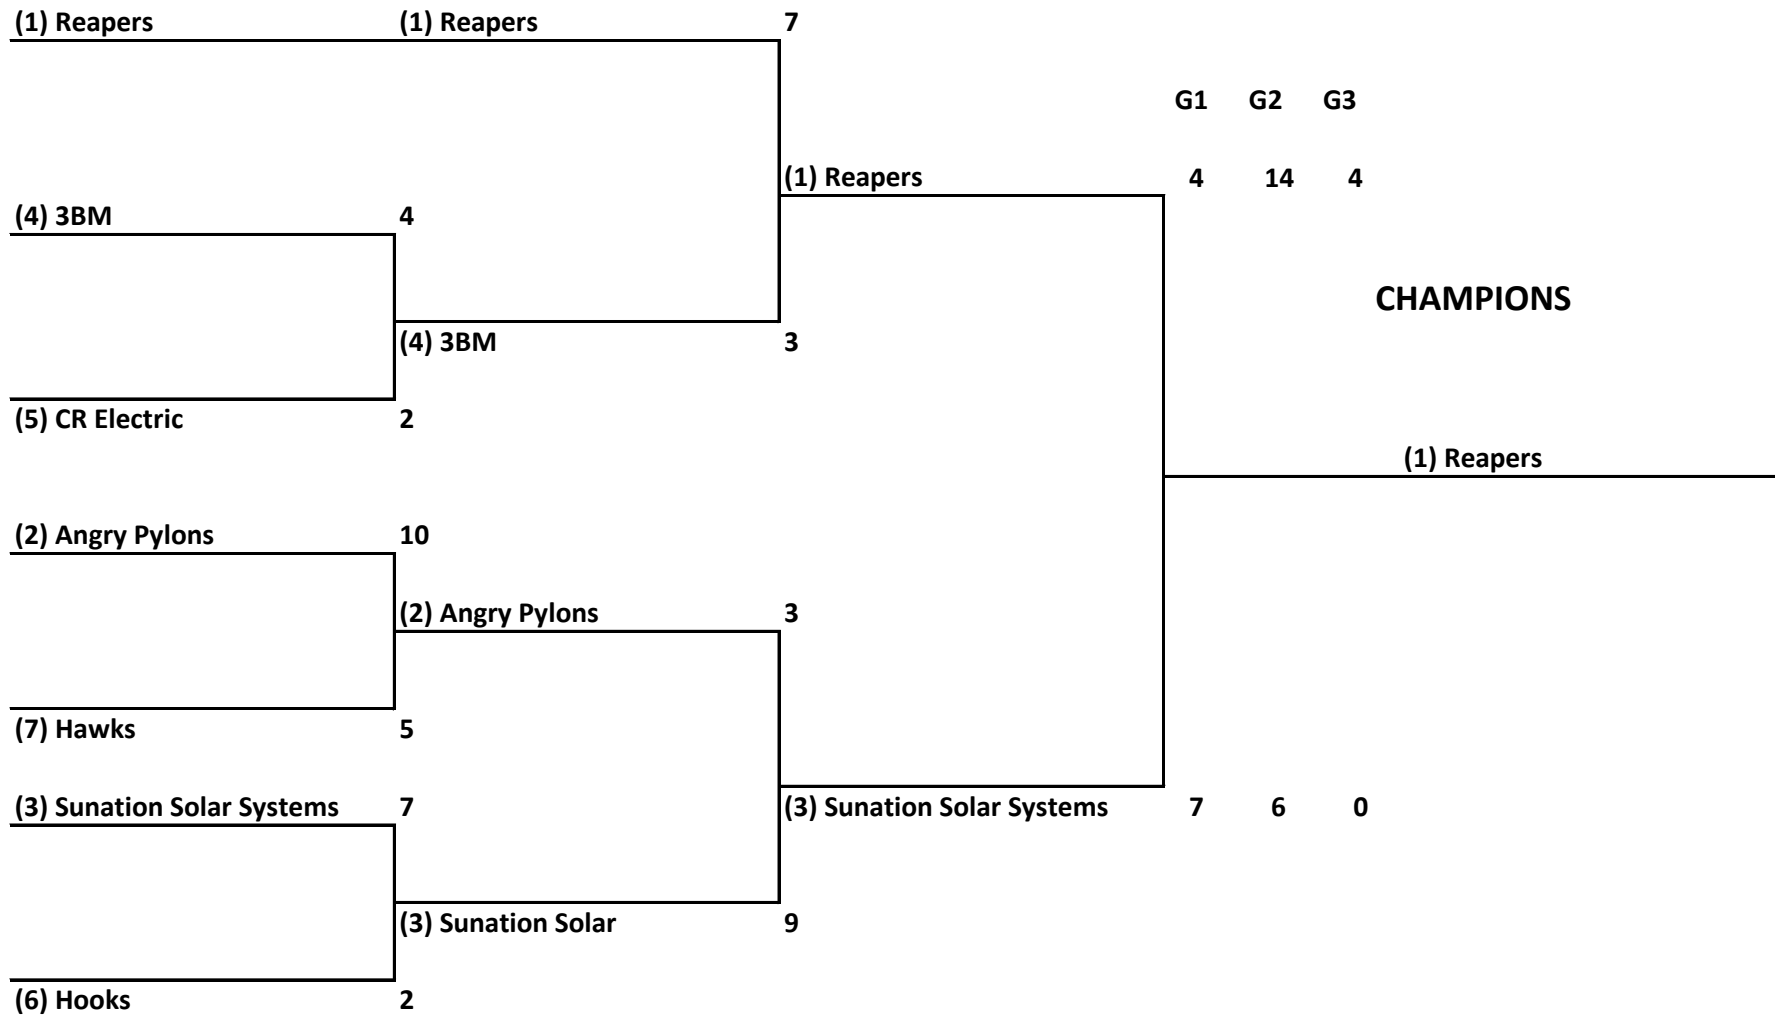 (1) Reapers (1) Reapers 7
G1 G2 G3
(1) Reapers 4 14 4
(4) 3BM 4
CHAMPIONS
(4) 3BM 3
(5) CR Electric 2
(1) Reapers
(2) Angry Pylons 10
(2) Angry Pylons 3
(7) Hawks 5
(3) Sunation Solar Systems 7 (3) Sunation Solar Systems 7 6 0
(3) Sunation Solar 9
(6) Hooks 2